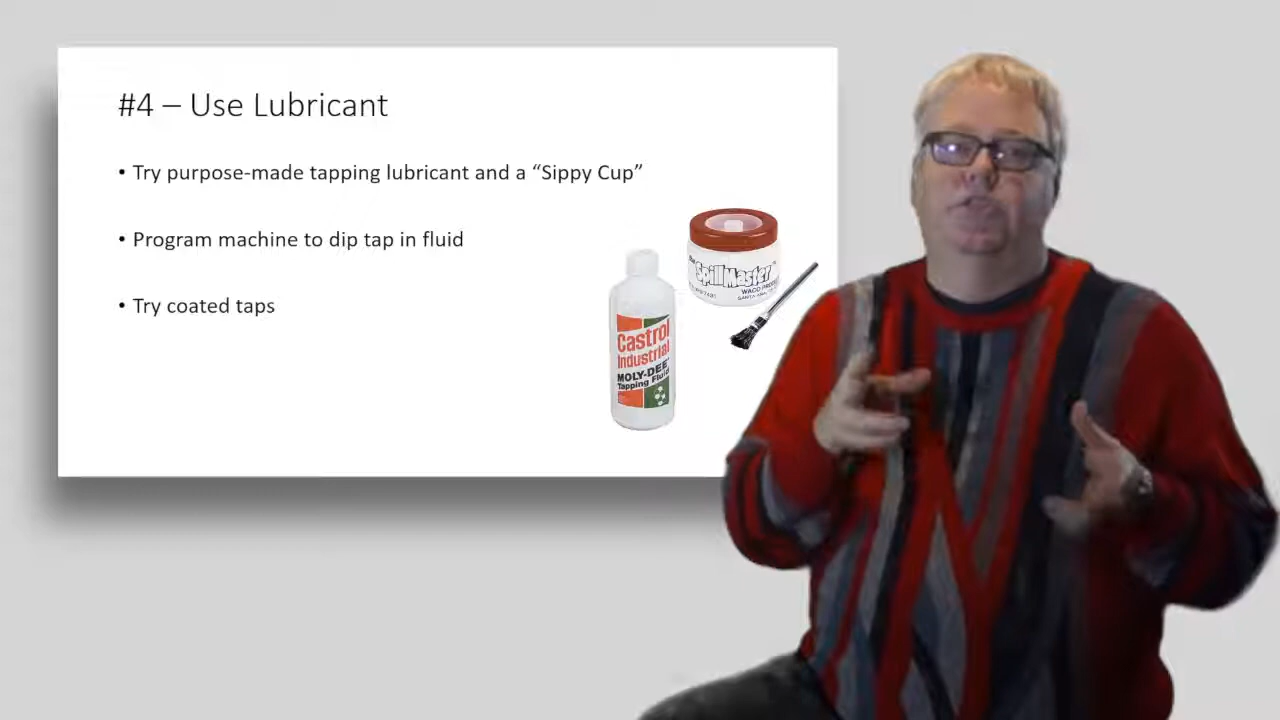 #4 – Use Lubricant
• Try purpose-made tapping lubricant and a “Sippy Cup”
• Program machine to dip tap in fluid
• Try coated taps
SpillMaster
Castrol
Industrial
MOLY-DEE
Tapping Fluid